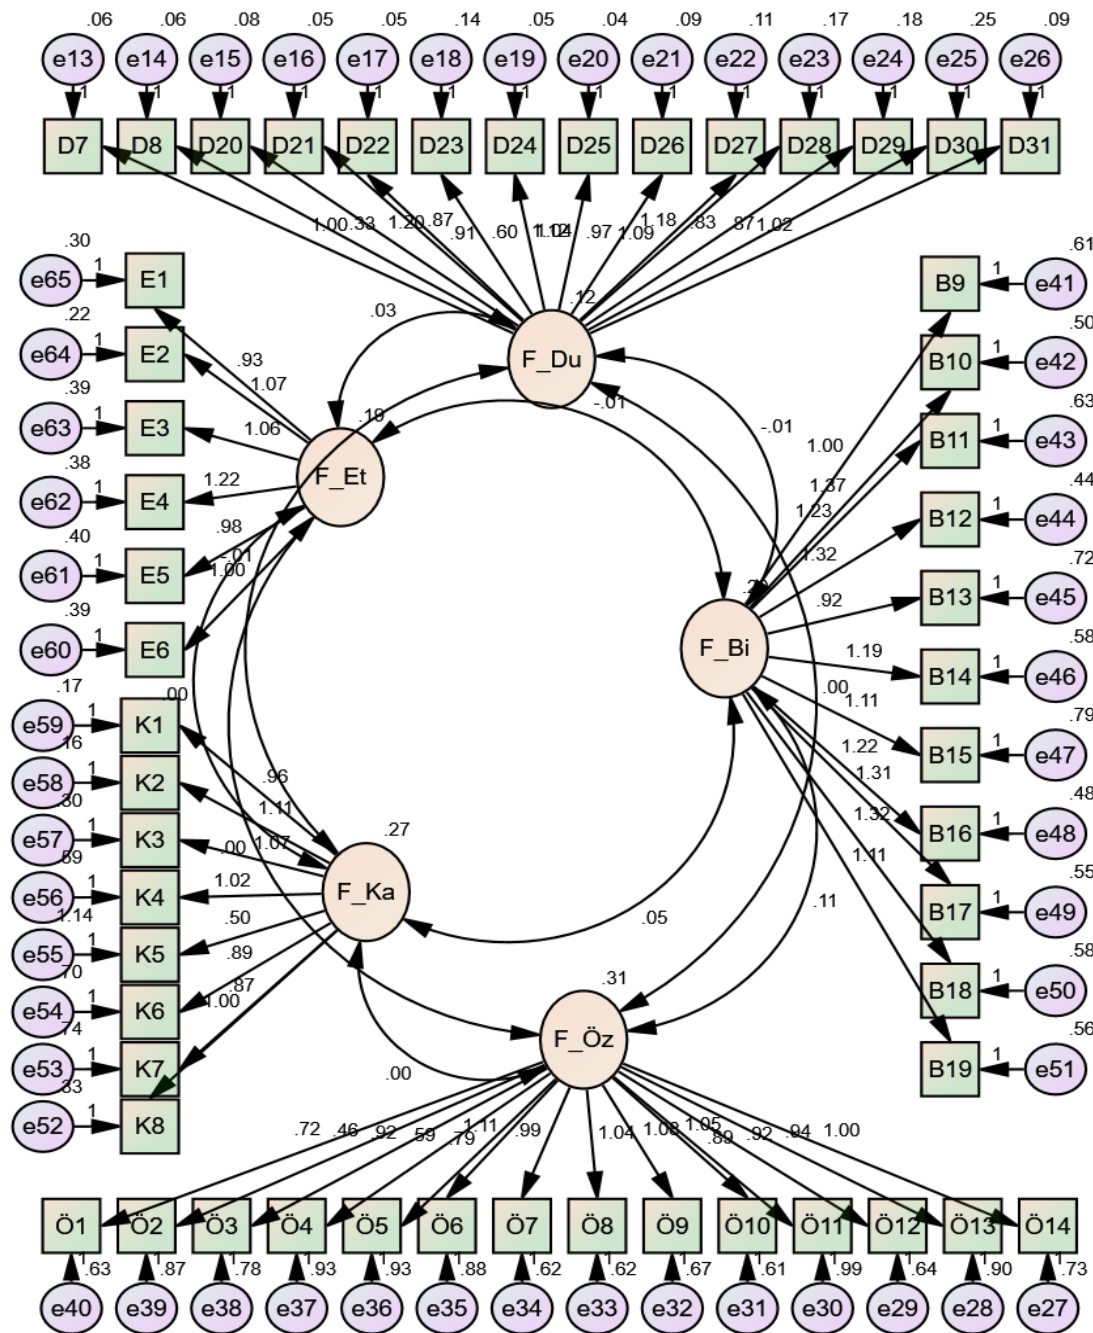 .06 .06 .08 .05 .05 .14 .05 .04 .09 .11 .17 .18 .25 .09
e13 e14 e15 e16 e17 e18 e19 e20 e21 e22 e23 e24 e25 e26
1 1 1 1 1 1 1 1 1 1 1 1 1 1
D7 D8 D20 D21 D22 D23 D24 D25 D26 D27 D28 D29 D30 D31
1.00 .33 1.20 .87 .91 .60 1.04 .97 1.09 1.18 .83 .87 1.02
.12
F_Du
.03
.19
-.01
-.01
.30
e65 1 E1
.22
e64 1 E2
.39
e63 1 E3
.38
e62 1 E4
.40
e61 1 E5
.39
e60 1 E6
.93
1.07
1.06
1.22
.98
-.01
1.00
F_Et
.61
B9 1 e41
.50
B10 1 e42
.63
B11 1 e43
.44
B12 1 e44
.72
B13 1 e45
.58
B14 1 e46
.79
B15 1 e47
.48
B16 1 e48
.55
B17 1 e49
.58
B18 1 e50
.56
B19 1 e51
1.00
1.37
1.23
1.32
.92
1.19
1.11
1.22
1.31
1.32
1.11
F_Bi
.00
.17
e59 1 K1
.16
e58 1 K2
.30
e57 1 K3
.59
e56 1 K4
1.14
e55 1 K5
.70
e54 1 K6
.74
e53 1 K7
.33
e52 1 K8
.00
.96
1.11
1.07
.00
1.02
.50
.89
.87
1.00
.27
F_Ka
.05
.11
.00
.31
F_Öz
.72 .46 .92 .59 1.11 .79 .99 1.04 1.08 1.05 .89 .92 .94 1.00
Ö1 Ö2 Ö3 Ö4 Ö5 Ö6 Ö7 Ö8 Ö9 Ö10 Ö11 Ö12 Ö13 Ö14
1 1 1 1 1 1 1 1 1 1 1 1 1 1
.63 .87 .78 .93 .93 .88 .62 .62 .67 .61 .99 .64 .90 .73
e40 e39 e38 e37 e36 e35 e34 e33 e32 e31 e30 e29 e28 e27